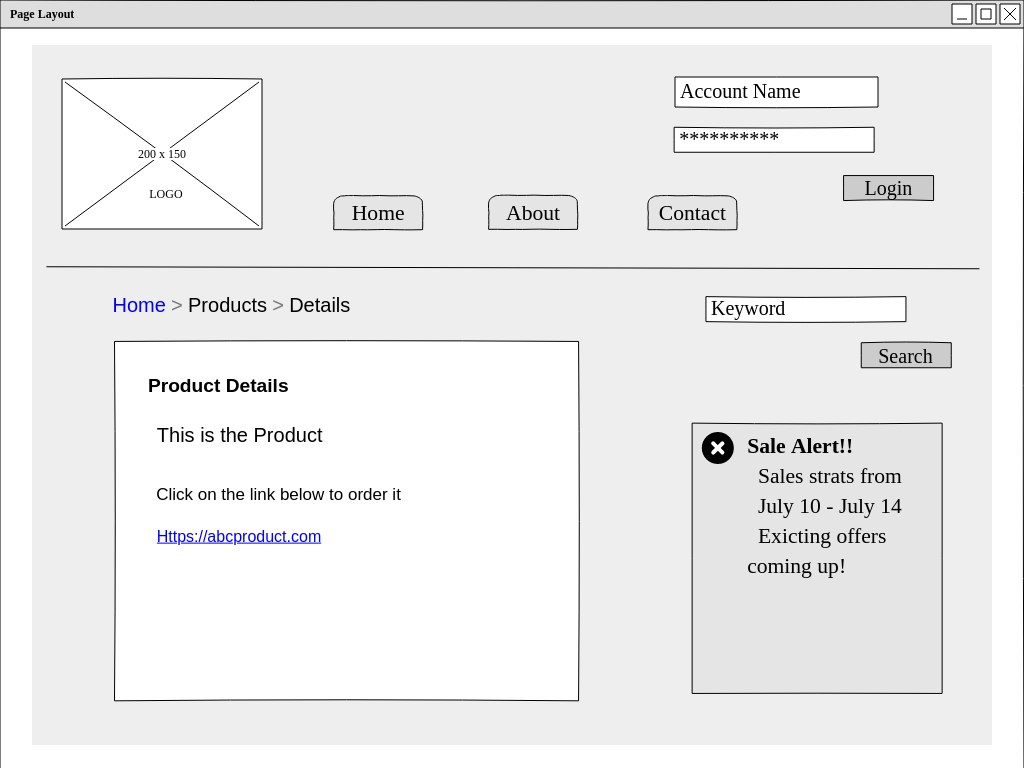 Page Layout
Account Name
**********
200 x 150
LOGO
Login
Home
About
Contact
Home > Products > Details
Keyword
Search
Product Details
This is the Product
Click on the link below to order it
Https://abcproduct.com
Sale Alert!!
Sales strats from
July 10 - July 14
Exicting offers
coming up!